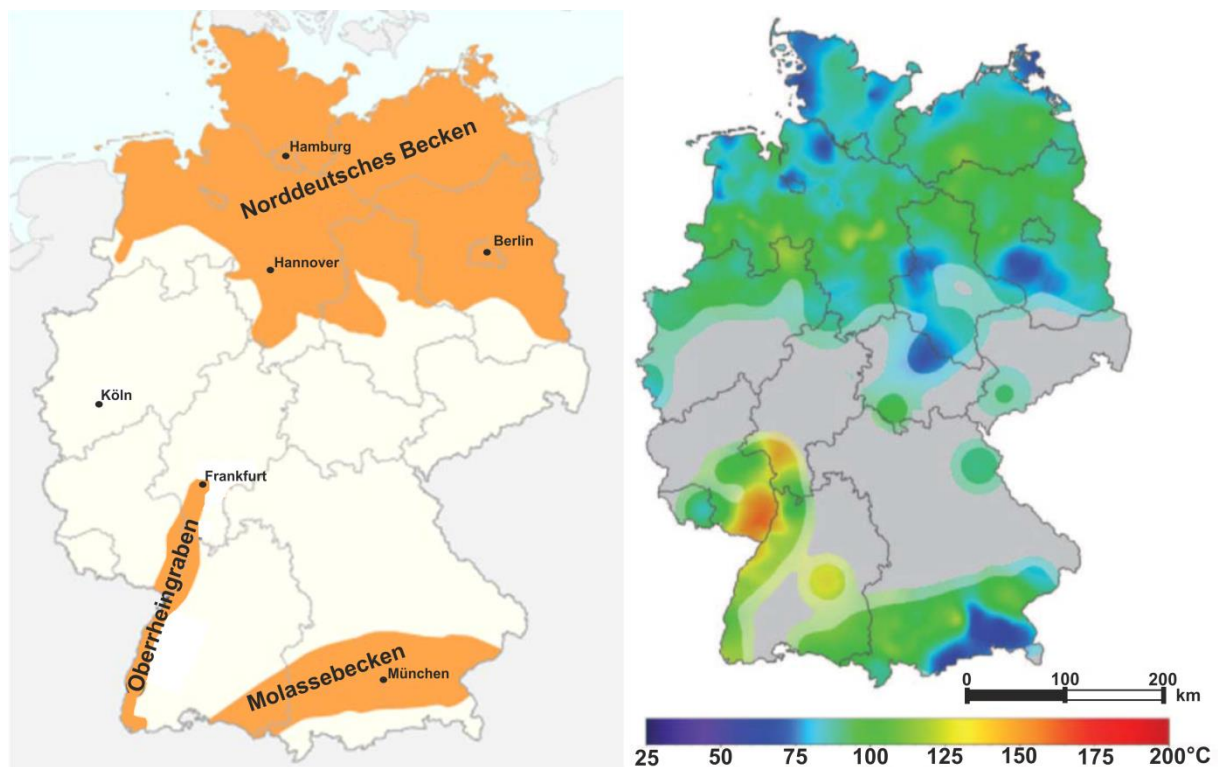 Hamburg
Norddeutsches Becken
Berlin
Hannover
Köln
Frankfurt
Oberrheingraben
Molassebecken
München
0 100 200
km
25 50 75 100 125 150 175 200°C